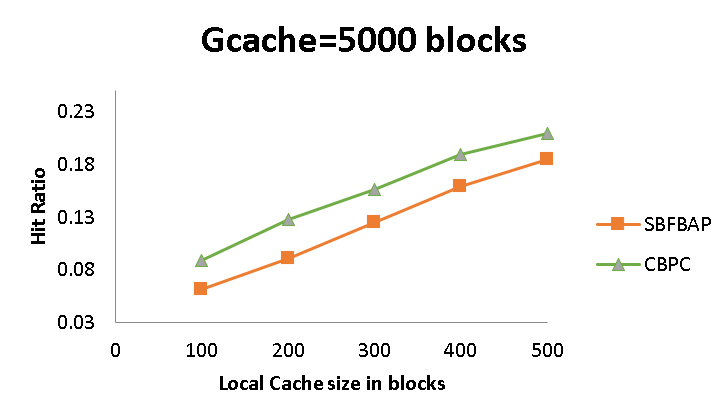 Gcache=5000 blocks
0.23
0.18
0.13
0.08
0.03
Hit Ratio
0 100 200 300 400 500
Local Cache size in blocks
SBFBAP
CBPC